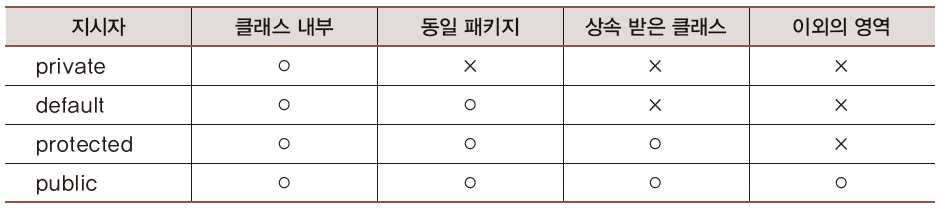 지시자 클래스 내부 동일 패키지 상속 받은 클래스 이외의 영역
private ○ × × ×
default ○ ○ × ×
protected ○ ○ ○ ×
public ○ ○ ○ ○